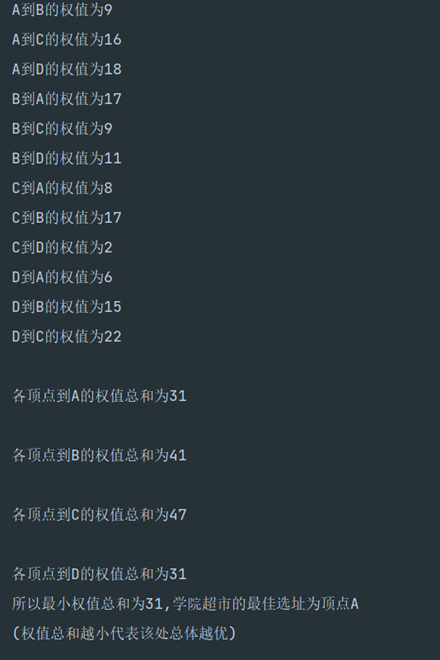 A到B的权值为9
A到C的权值为16
A到D的权值为18
B到A的权值为17
B到C的权值为9
B到D的权值为11
C到A的权值为8
C到B的权值为17
C到D的权值为2
D到A的权值为6
D到B的权值为15
D到C的权值为22
各顶点到A的权值总和为31
各顶点到B的权值总和为41
各顶点到C的权值总和为47
各顶点到D的权值总和为31
所以最小权值总和为31,学院超市的最佳选址为顶点A
(权值总和越小代表该处总体越优)